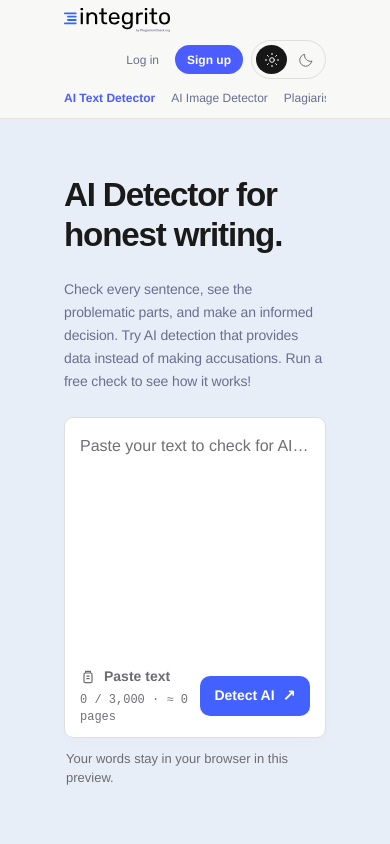 integrito
by PlagiarismCheck.org
Log in
Sign up
AI Text Detector
AI Image Detector
Plagiaris
AI Detector for
honest writing.
Check every sentence, see the
problematic parts, and make an informed
decision. Try AI detection that provides
data instead of making accusations. Run a
free check to see how it works!
Paste your text to check for AI…
Paste text
0 / 3,000 · ≈ 0
pages
Detect AI ↗
Your words stay in your browser in this
preview.